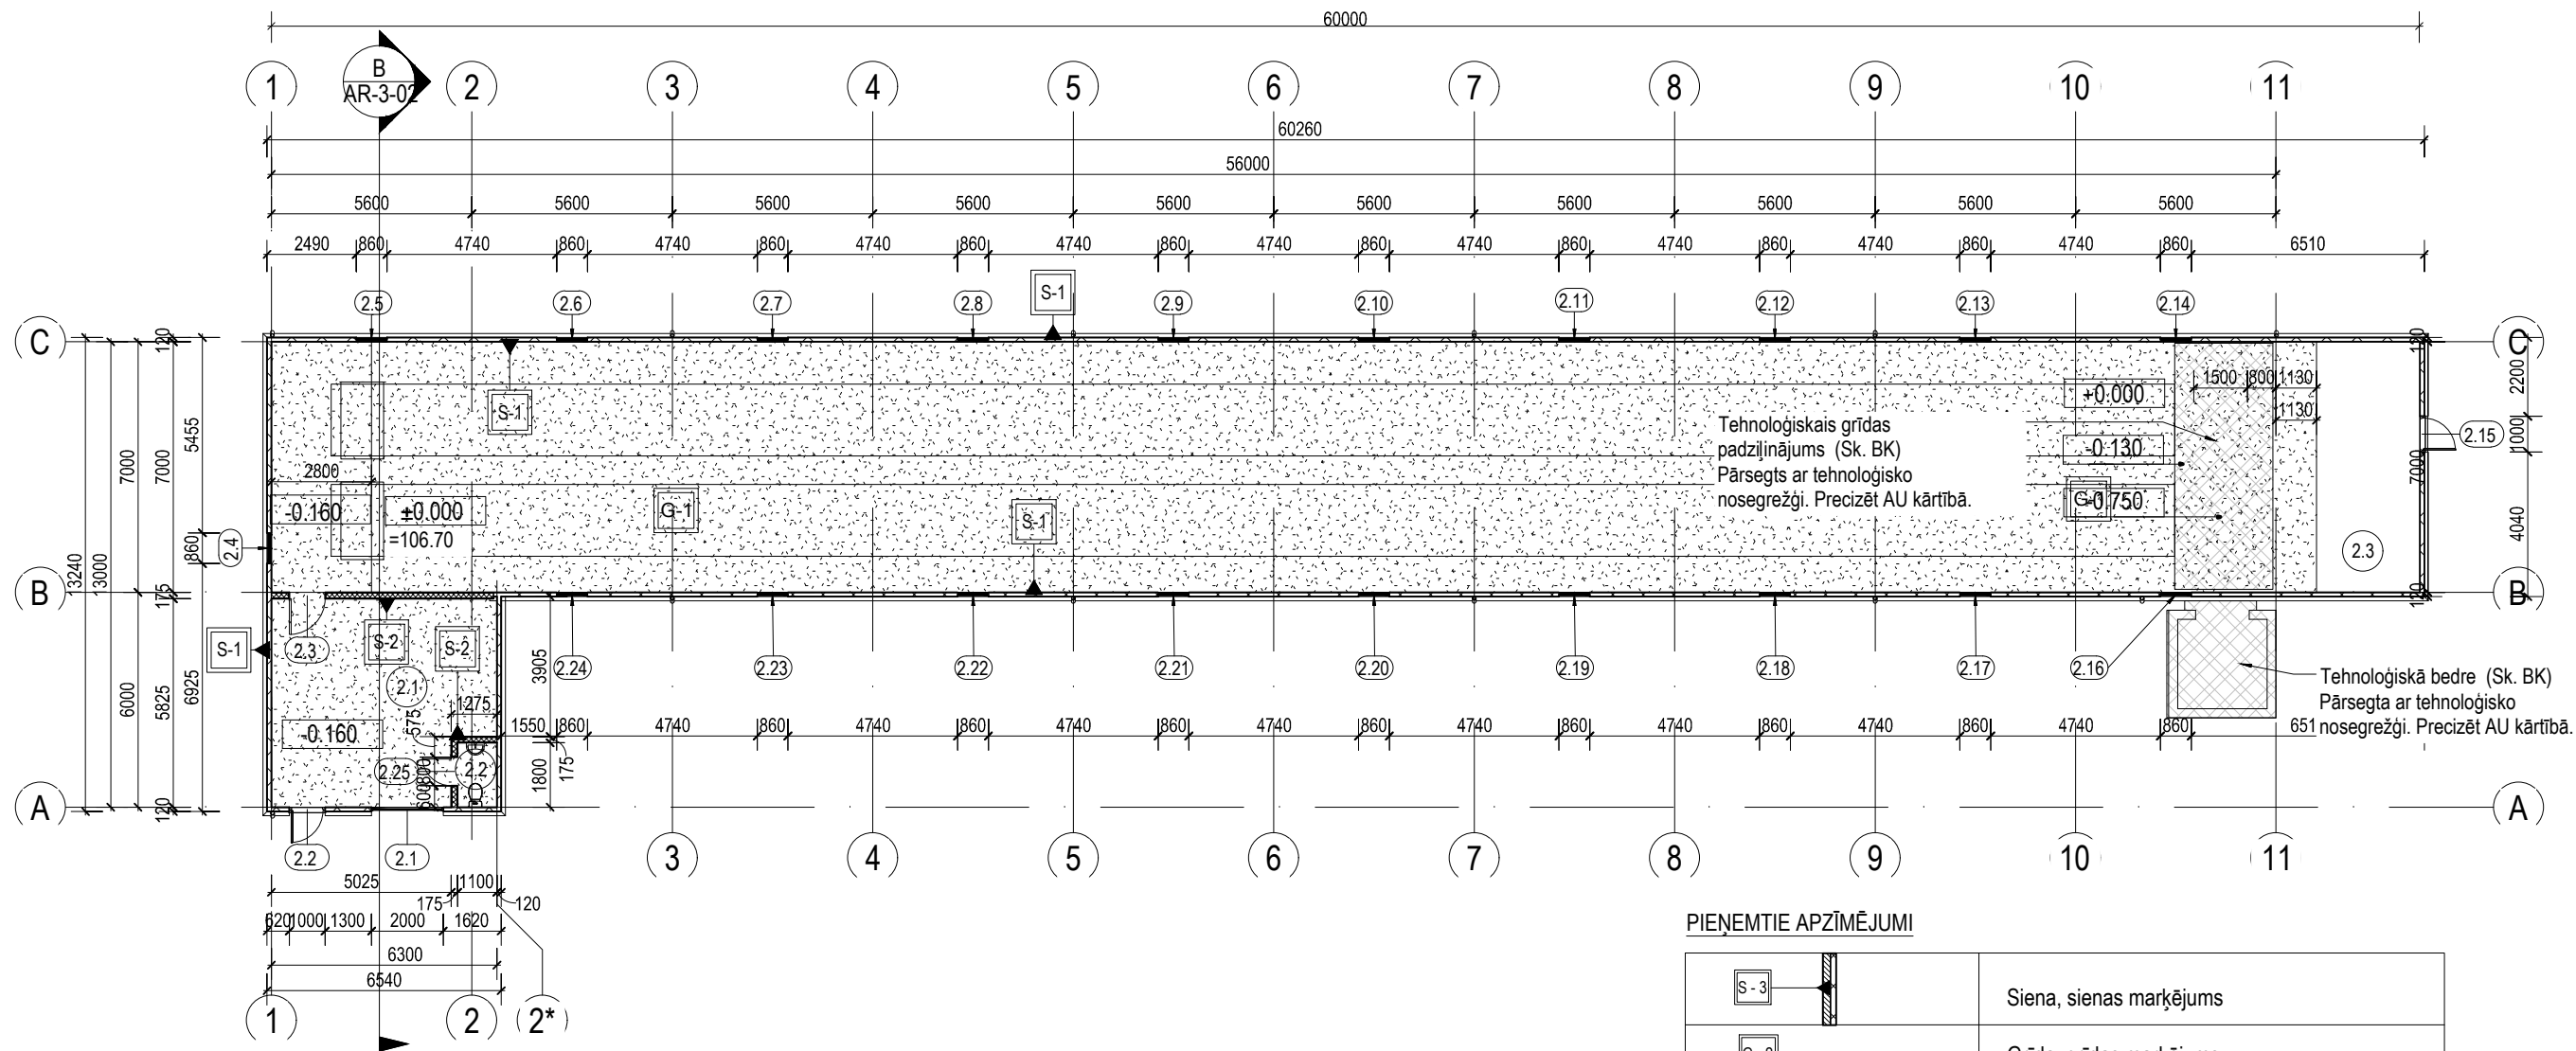 60000
1
B
AR-3-02
2
3
4
5
6
7
8
9
10
11
60260
56000
5600 5600 5600 5600 5600 5600 5600 5600 5600 5600
2490 860 4740 860 4740 860 4740 860 4740 860 4740 860 4740 860 4740 860 4740 860 4740 860 6510
S-1
2.5 2.6 2.7 2.8 2.9 2.10 2.11 2.12 2.13 2.14
C
120
120
C
13240
13000
7000
7000
5455
S-1
1500 800 1130
1130
+0.000
2200
1000
2.15
7000
4040
Tehnoloģiskais grīdas
padziļinājums (Sk. BK)
Pārsegts ar tehnoloģisko
nosegrežģi. Precizēt AU kārtībā.
-0.130
G-1
-0.750
2800
-0.160
±0.000
=106.70
G-1
S-1
2.3
860
2.4
B
175
120
B
S-1
2.3
S-2
S-2
2.1
1275
575
3905
6000
5825
6925
-0.160
2.24 2.23 2.22 2.21 2.20 2.19 2.18 2.17 2.16
Tehnoloģiskā bedre (Sk. BK)
Pārsegta ar tehnoloģisko
nosegrežģi. Precizēt AU kārtībā.
1550 860 4740 860 4740 860 4740 860 4740 860 4740 860 4740 860 4740 860 4740 860 651
2.25
800
600
2.2
1800
175
A
120
A
2.2
2.1
3
4
5
6
7
8
9
10
11
5025 1100
175 120
620 1000 1300 2000 1620
6300
6540
1
2
2*
PIEŅEMTIE APZĪMĒJUMI
S - 3
Siena, sienas marķējums